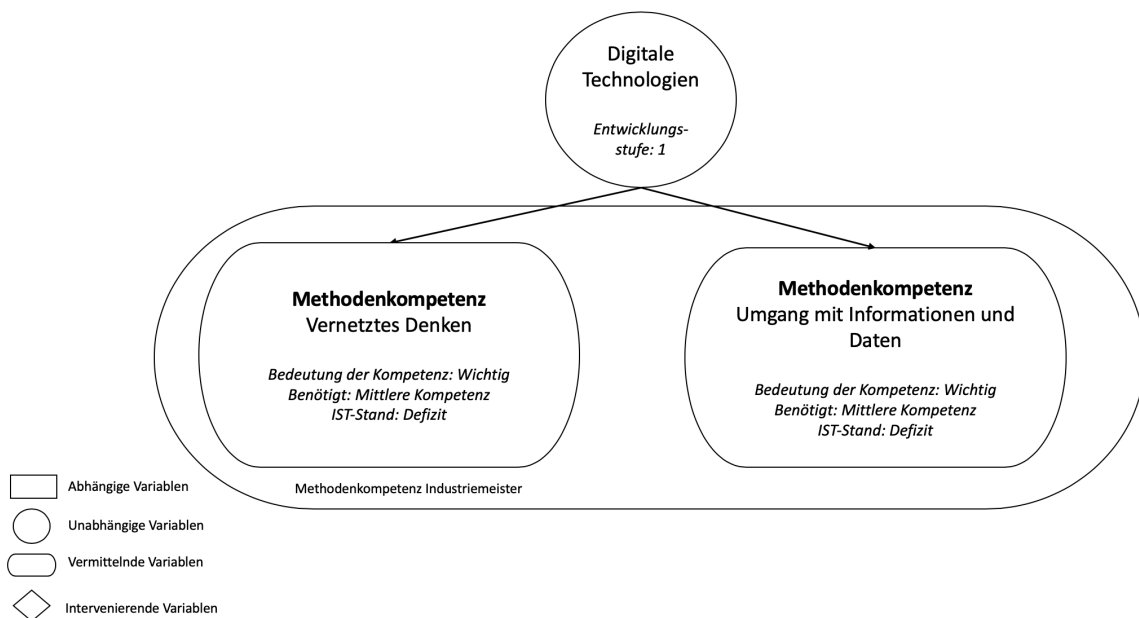 Digitale
Technologien
Entwicklungs-
stufe: 1
Methodenkompetenz
Vernetztes Denken
Bedeutung der Kompetenz: Wichtig
Benötigt: Mittlere Kompetenz
IST-Stand: Defizit
Methodenkompetenz
Umgang mit Informationen und
Daten
Bedeutung der Kompetenz: Wichtig
Benötigt: Mittlere Kompetenz
IST-Stand: Defizit
Methodenkompetenz Industriemeister
Abhängige Variablen
Unabhängige Variablen
Vermittelnde Variablen
Intervenierende Variablen